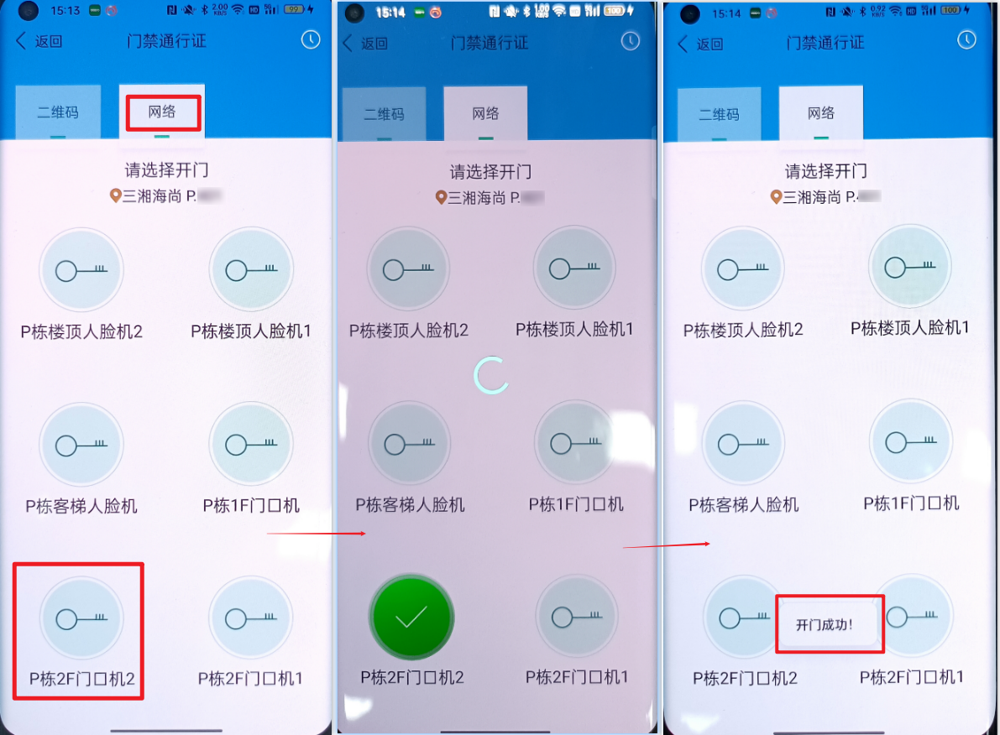 15:13
2.00 KB/S
HD
5G
99
返回
门禁通行证
二维码
网络
请选择开门
三湘海尚 P.
P栋楼顶人脸机2
P栋楼顶人脸机1
P栋客梯人脸机
P栋1F门口机
P栋2F门口机2
P栋2F门口机1
15:14
1.00 KB/S
HD
5G
100
返回
门禁通行证
二维码
网络
请选择开门
三湘海尚 P.
P栋楼顶人脸机2
P栋楼顶人脸机1
P栋客梯人脸机
P栋1F门口机
P栋2F门口机2
P栋2F门口机1
15:14
0.92 KB/S
HD
5G
100
返回
门禁通行证
二维码
网络
请选择开门
三湘海尚 P.
P栋楼顶人脸机2
P栋楼顶人脸机1
P栋客梯人脸机
P栋1F门口机
开门成功!
P栋2F门口机2
P栋2F门口机1